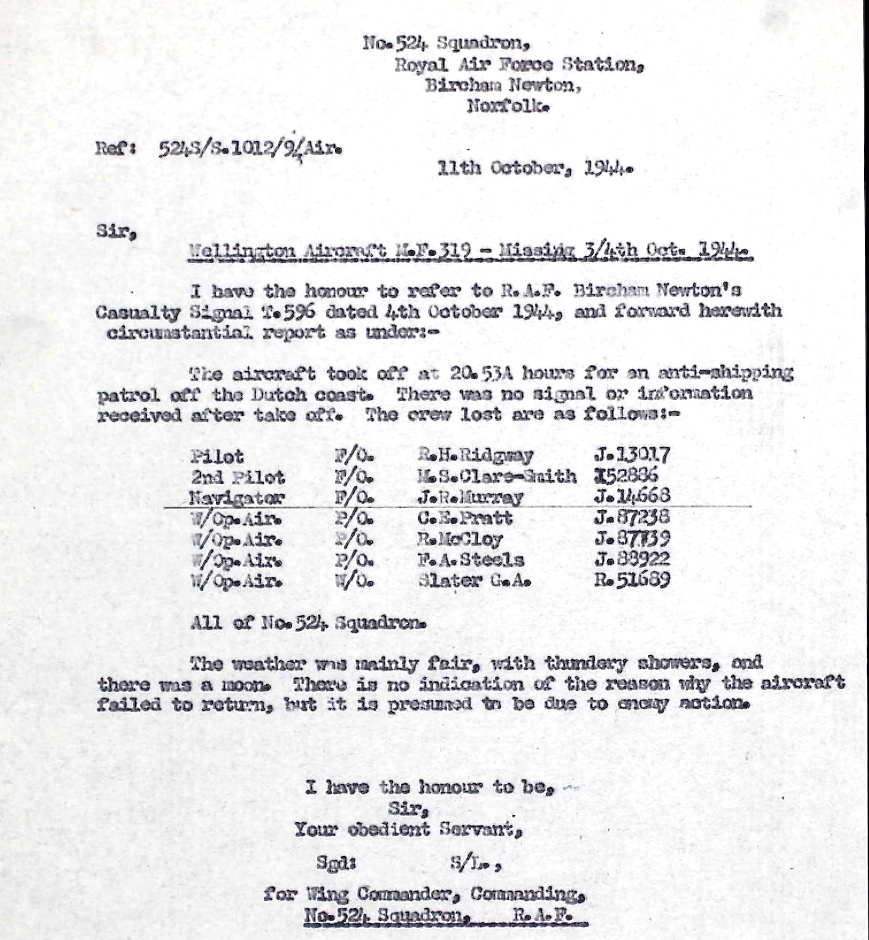 No.524 Squadron,
Royal Air Force Station,
Bircham Newton,
Norfolk.
Ref: 524S/S.1012/9/Air.
11th October, 1944.
Sir,
Wellington Aircraft M.F.319 - Missing 3/4th Oct. 1944.
I have the honour to refer to R.A.F. Bircham Newton's
Casualty Signal T.596 dated 4th October 1944, and forward herewith
circumstantial report as under:-
The aircraft took off at 20.53A hours for an anti-shipping
patrol off the Dutch coast. There was no signal or information
received after take off. The crew lost are as follows:-
Pilot F/O. R.H.Ridgway J.13017
2nd Pilot F/O. M.S.Clare-Smith 152886
Navigator F/O. J.R.Murray J.14668
W/Op.Air. P/O. C.E.Pratt J.87238
W/Op.Air. P/O. R.McCloy
W/Op.Air. P/O. F.A.Steels J.88922
W/Op.Air. W/O. Slater G.A. R.51689
All of No.524 Squadron.
The weather was mainly fair, with thundery showers, and
there was a moon. There is no indication of the reason why the aircraft
failed to return, but it is presumed to be due to enemy action.
I have the honour to be,
Sir,
Your obedient Servant,
Sgd: S/L.,
for Wing Commander, Commanding,
No.524 Squadron, R.A.F.